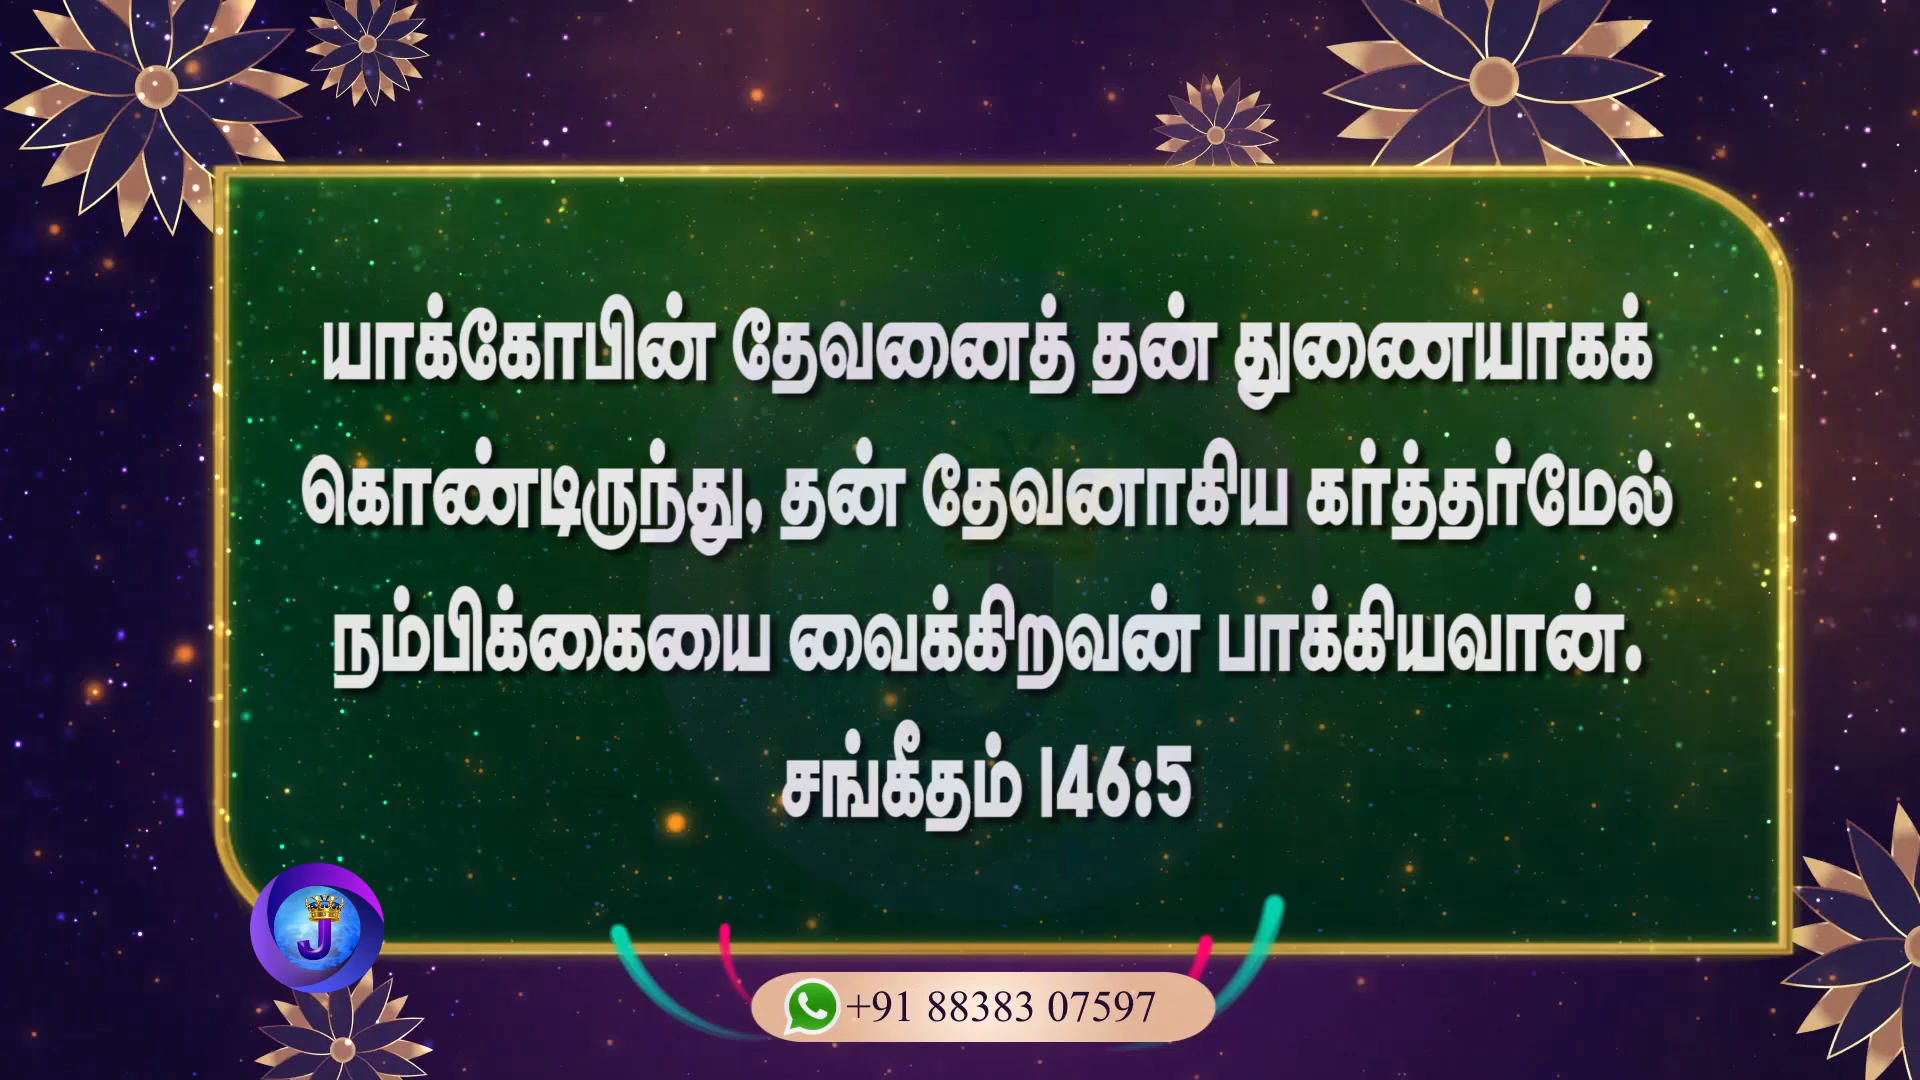 யாக்கோபின் தேவனைத் தன் துணையாகக்
கொண்டிருந்து, தன் தேவனாகிய கர்த்தர்மேல்
நம்பிக்கையை வைக்கிறவன் பாக்கியவான்.
சங்கீதம் 146:5
J
+91 88383 07597